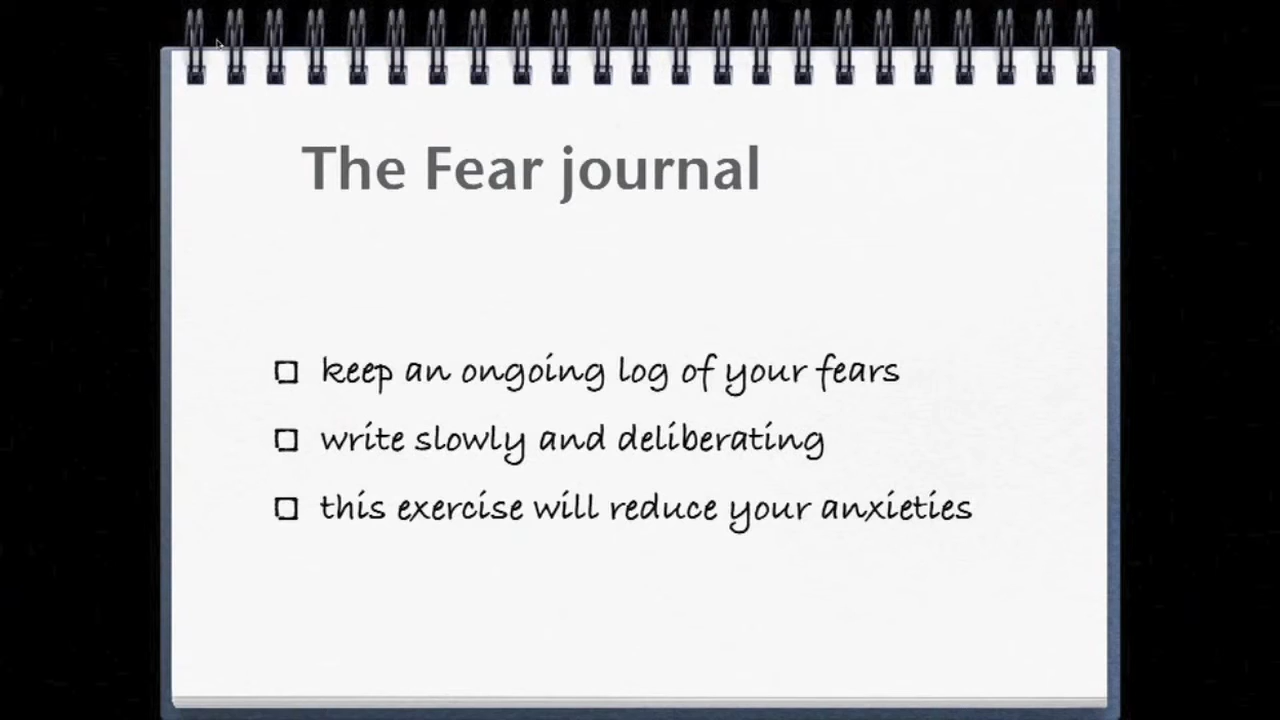 The Fear journal
keep an ongoing log of your fears
write slowly and deliberating
this exercise will reduce your anxieties